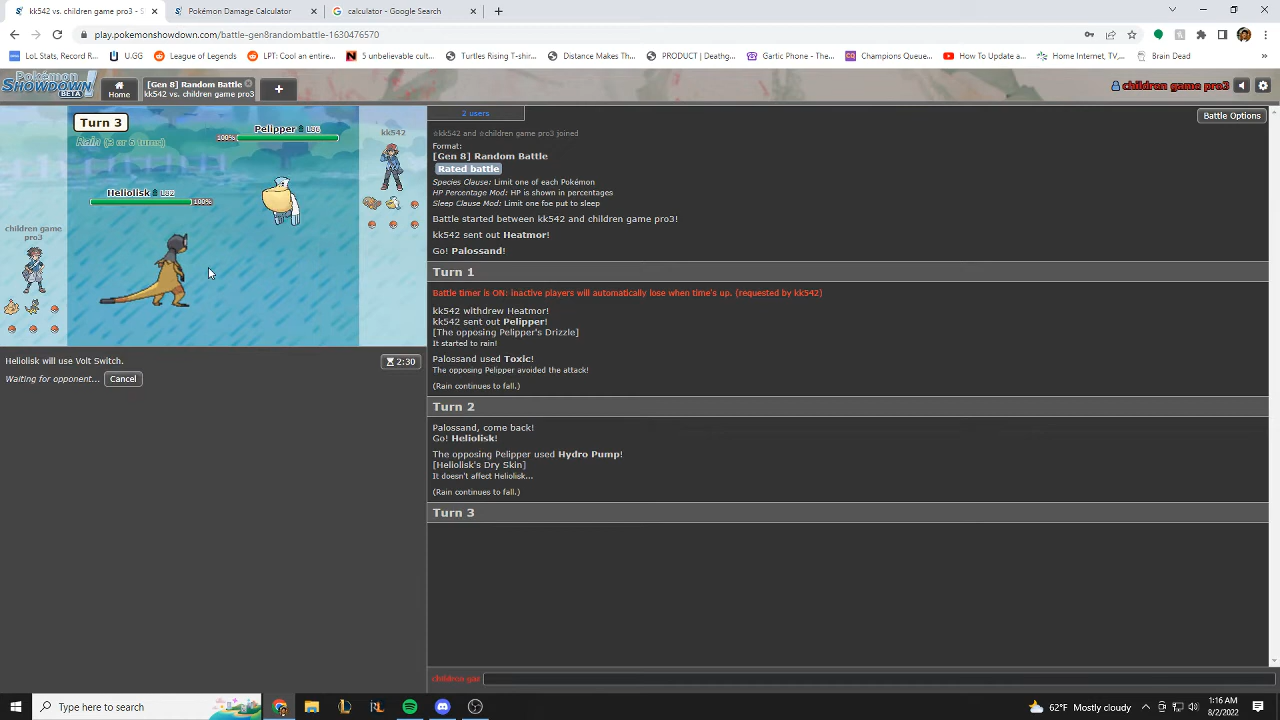 kk542 vs. children game pro3 - S
Pokémon Damage Calculator
calculator - Google Search
play.pokemonshowdown.com/battle-gen8randombattle-1630476570
LoL Stats, Record R...
U.GG
League of Legends
LPT: Cool an entire...
5 unbelievable cult...
Turtles Rising T-shir...
Distance Makes Th...
PRODUCT | Death...
Gartic Phone - The...
Champions Queue...
How To Update a...
Internet, TV,...
Brain Dead
Pokémon
Showdown
BETA
Home
[Gen 8] Random Battle
kk542 vs. children game pro3
children game pro3
Turn 3
Rain (3 or 6 turns)
Pelipper L86
100%
kk542
Heliolisk L82
100%
children game
pro3
Heliolisk will use Volt Switch.
2:30
Waiting for opponent...
Cancel
2 users
Battle Options
☆kk542 and ☆children game pro3 joined
Format:
[Gen 8] Random Battle
Rated battle
Species Clause: Limit one of each Pokémon
HP Percentage Mod: HP is shown in percentages
Sleep Clause Mod: Limit one foe put to sleep
Battle started between kk542 and children game pro3!
kk542 sent out Heatmor!
Go! Palossand!
Turn 1
Battle timer is ON: inactive players will automatically lose when time's up. (requested by kk542)
kk542 withdrew Heatmor!
kk542 sent out Pelipper!
[The opposing Pelipper's Drizzle]
It started to rain!
Palossand used Toxic!
The opposing Pelipper avoided the attack!
(Rain continues to fall.)
Turn 2
Palossand, come back!
Go! Heliolisk!
The opposing Pelipper used Hydro Pump!
[Heliolisk's Dry Skin]
It doesn't affect Heliolisk...
(Rain continues to fall.)
Turn 3
children gar
Type here to search
62°F Mostly cloudy
1:16 AM
8/2/2022